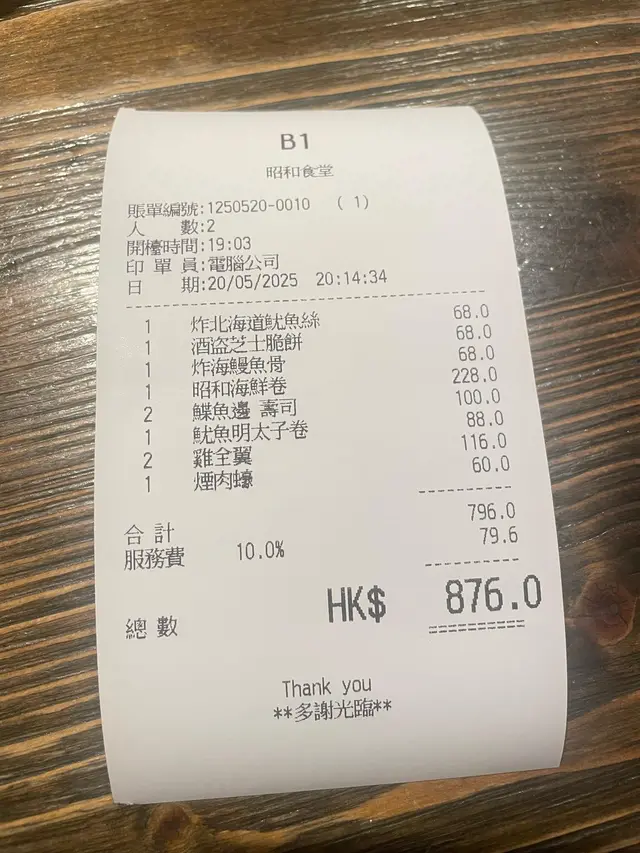 B1
昭和食堂
賬單編號:1250520-0010 ( 1)
人 數:2
開檯時間:19:03
印 單 員:電腦公司
日 期:20/05/2025 20:14:34
1 炸北海道魷魚絲 68.0
1 酒盗芝士脆餅 68.0
1 炸海鰻魚骨 68.0
1 昭和海鮮卷 228.0
2 鰈魚邊 壽司 100.0
1 魷魚明太子卷 88.0
2 雞全翼 116.0
1 煙肉蠔 60.0
合 計 796.0
服務費 10.0% 79.6
總 數 HK$ 876.0
Thank you
**多謝光臨**